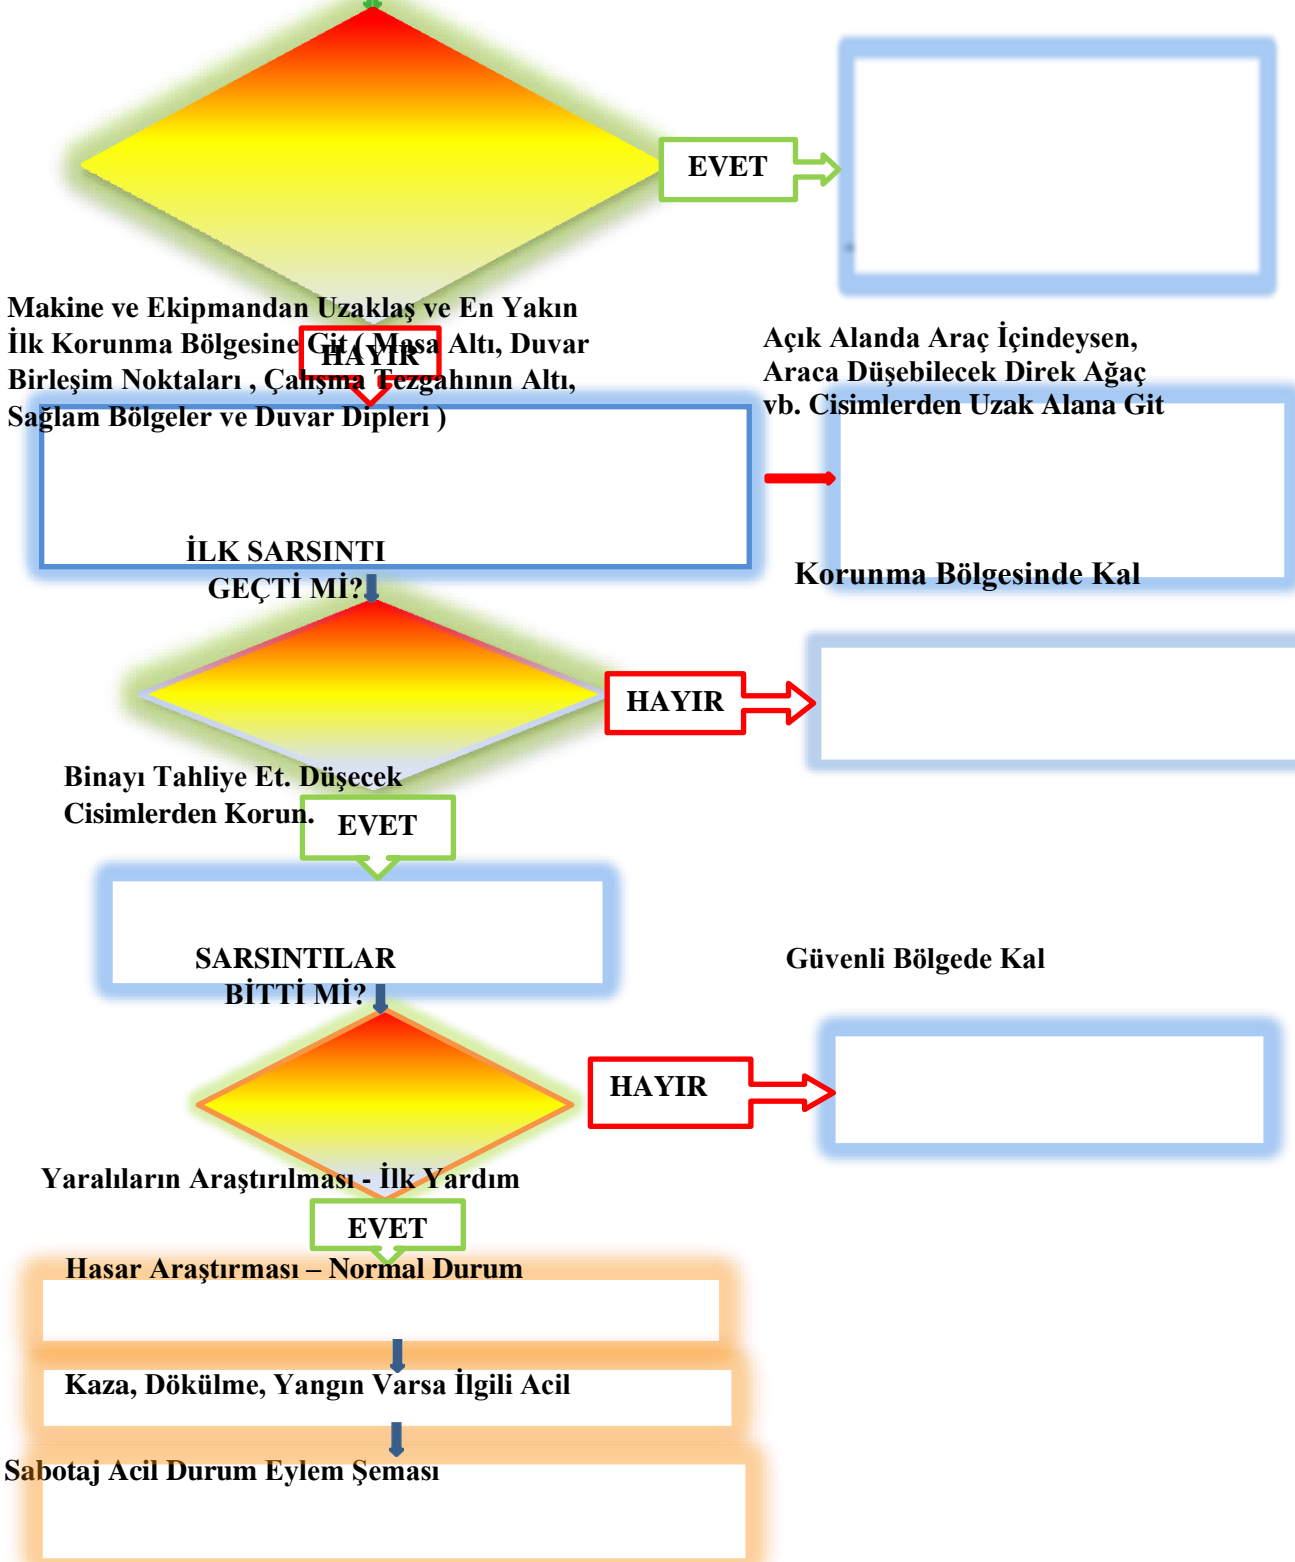 EVET
Makine ve Ekipmandan Uzaklaş ve En Yakın
İlk Korunma Bölgesine Git ( Masa Altı, Duvar
Birleşim Noktaları , Çalışma Tezgahının Altı,
Sağlam Bölgeler ve Duvar Dipleri )
HAYIR
Açık Alanda Araç İçindeysen,
Araca Düşebilecek Direk Ağaç
vb. Cisimlerden Uzak Alana Git
İLK SARSINTI
GEÇTİ Mİ?
Korunma Bölgesinde Kal
HAYIR
Binayı Tahliye Et. Düşecek
Cisimlerden Korun.
EVET
SARSINTILAR
BİTTİ Mİ?
Güvenli Bölgede Kal
HAYIR
Yaralıların Araştırılması - İlk Yardım
EVET
Hasar Araştırması – Normal Durum
Kaza, Dökülme, Yangın Varsa İlgili Acil
Sabotaj Acil Durum Eylem Şeması